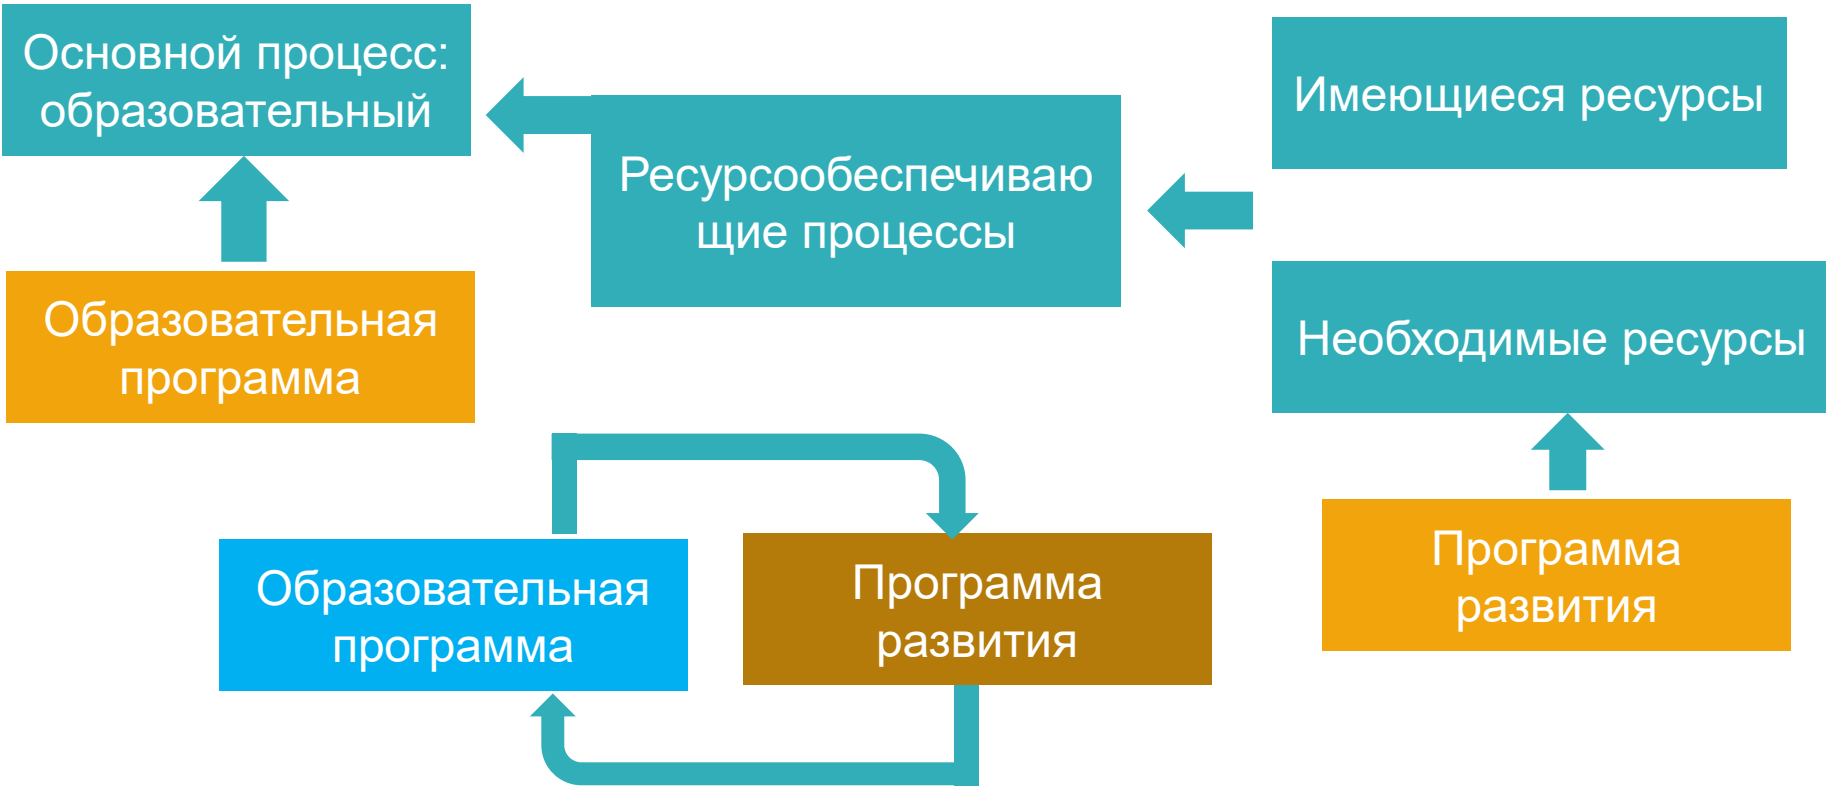 Основной процесс:
образовательный
Ресурсообеспечиваю
щие процессы
Имеющиеся ресурсы
Образовательная
программа
Необходимые ресурсы
Образовательная
программа
Программа
развития
Программа
развития